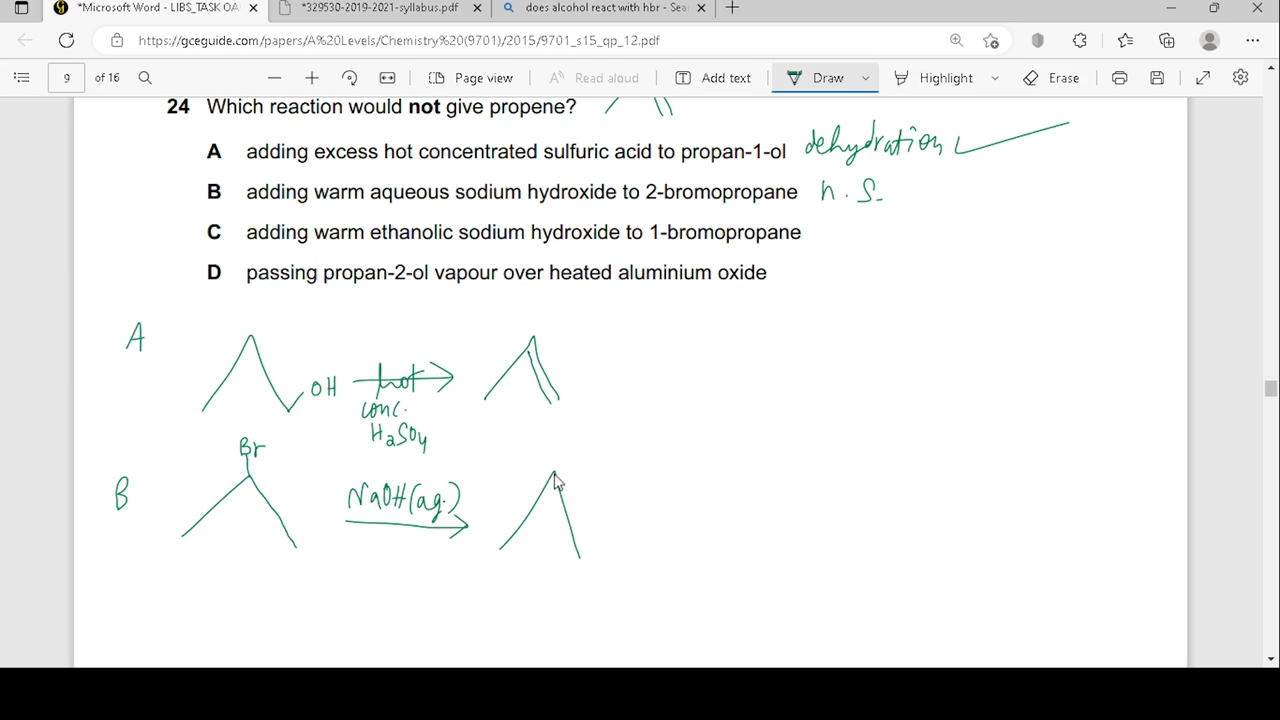 *Microsoft Word - LIBS_TASK OA
*329530-2019-2021-syllabus.pdf
does alcohol react with hbr - Sea
https://gceguide.com/papers/A%20Levels/Chemistry%20(9701)/2015/9701_s15_qp_12.pdf
9 of 16 Page view Read aloud Add text Draw Highlight Erase
24 Which reaction would not give propene?
A adding excess hot concentrated sulfuric acid to propan-1-ol dehydration
B adding warm aqueous sodium hydroxide to 2-bromopropane n.S
C adding warm ethanolic sodium hydroxide to 1-bromopropane
D passing propan-2-ol vapour over heated aluminium oxide
A
OH
hot
conc.
H2SO4
Br
B
NaOH(aq.)